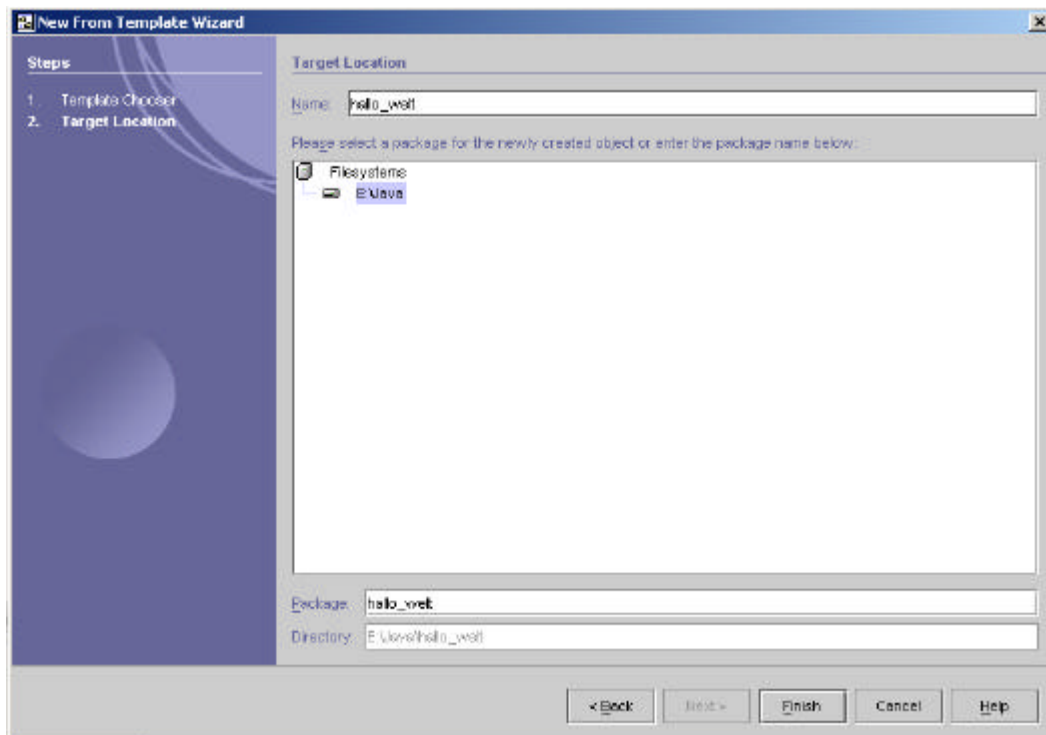 New From Template Wizard
Steps
1. Template Chooser
2. Target Location
Target Location
Name: hallo_welt
Please select a package for the newly created object or enter the package name below:
Filesystems
E:\Java
Package: hallo_welt
Directory: E:\Java\hallo_welt
< Back Next > Finish Cancel Help